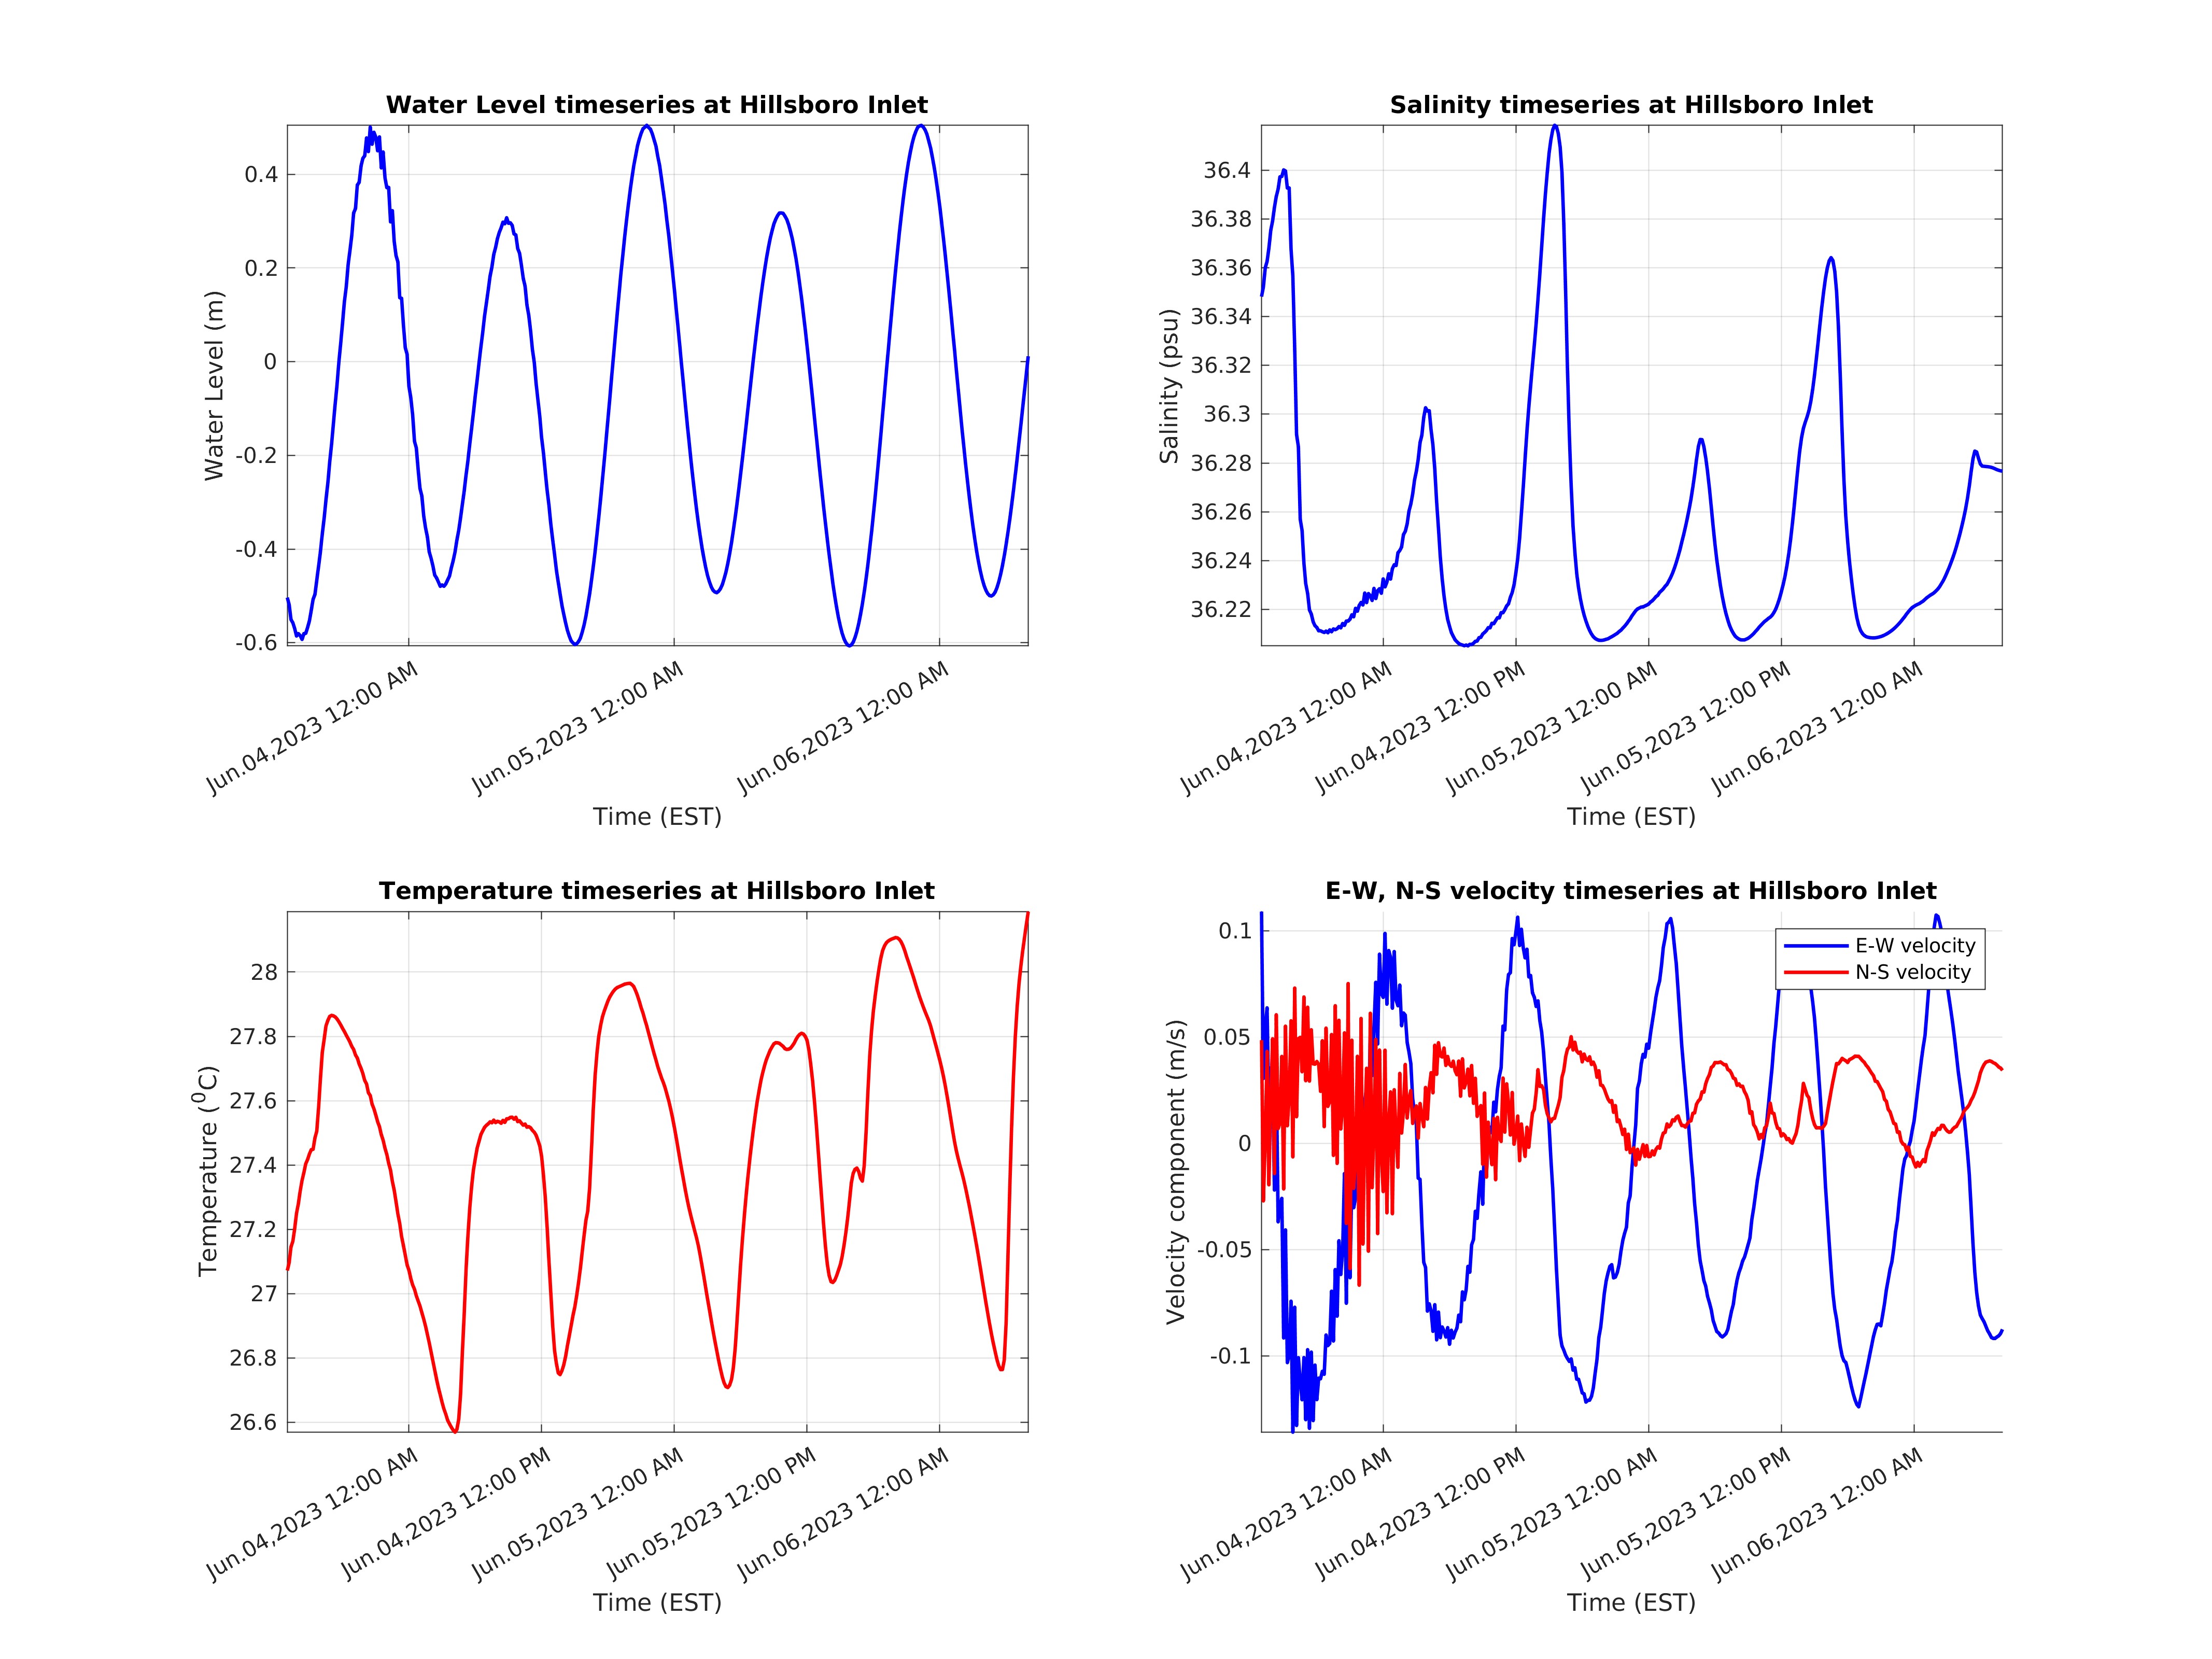 Water Level timeseries at Hillsboro Inlet
0.4
0.2
0
-0.2
-0.4
-0.6
Water Level (m)
Jun.04,2023 12:00 AM
Jun.05,2023 12:00 AM
Jun.06,2023 12:00 AM
Time (EST)
Salinity timeseries at Hillsboro Inlet
36.4
36.38
36.36
36.34
36.32
36.3
36.28
36.26
36.24
36.22
Salinity (psu)
Jun.04,2023 12:00 AM
Jun.04,2023 12:00 PM
Jun.05,2023 12:00 AM
Jun.05,2023 12:00 PM
Jun.06,2023 12:00 AM
Time (EST)
Temperature timeseries at Hillsboro Inlet
28
27.8
27.6
27.4
27.2
27
26.8
26.6
Temperature (⁰C)
Jun.04,2023 12:00 AM
Jun.04,2023 12:00 PM
Jun.05,2023 12:00 AM
Jun.05,2023 12:00 PM
Jun.06,2023 12:00 AM
Time (EST)
E-W, N-S velocity timeseries at Hillsboro Inlet
E-W velocity
N-S velocity
0.1
0.05
0
-0.05
-0.1
Velocity component (m/s)
Jun.04,2023 12:00 AM
Jun.04,2023 12:00 PM
Jun.05,2023 12:00 AM
Jun.05,2023 12:00 PM
Jun.06,2023 12:00 AM
Time (EST)